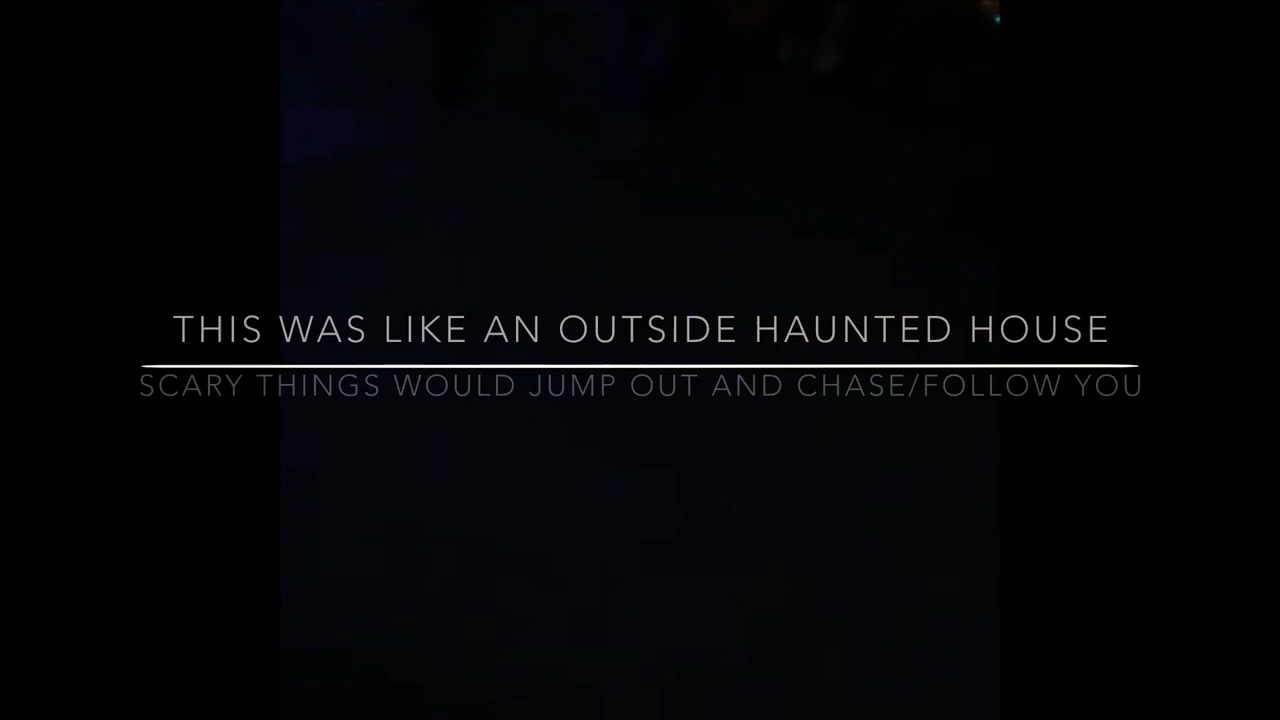 THIS WAS LIKE AN OUTSIDE HAUNTED HOUSE
SCARY THINGS WOULD JUMP OUT AND CHASE/FOLLOW YOU